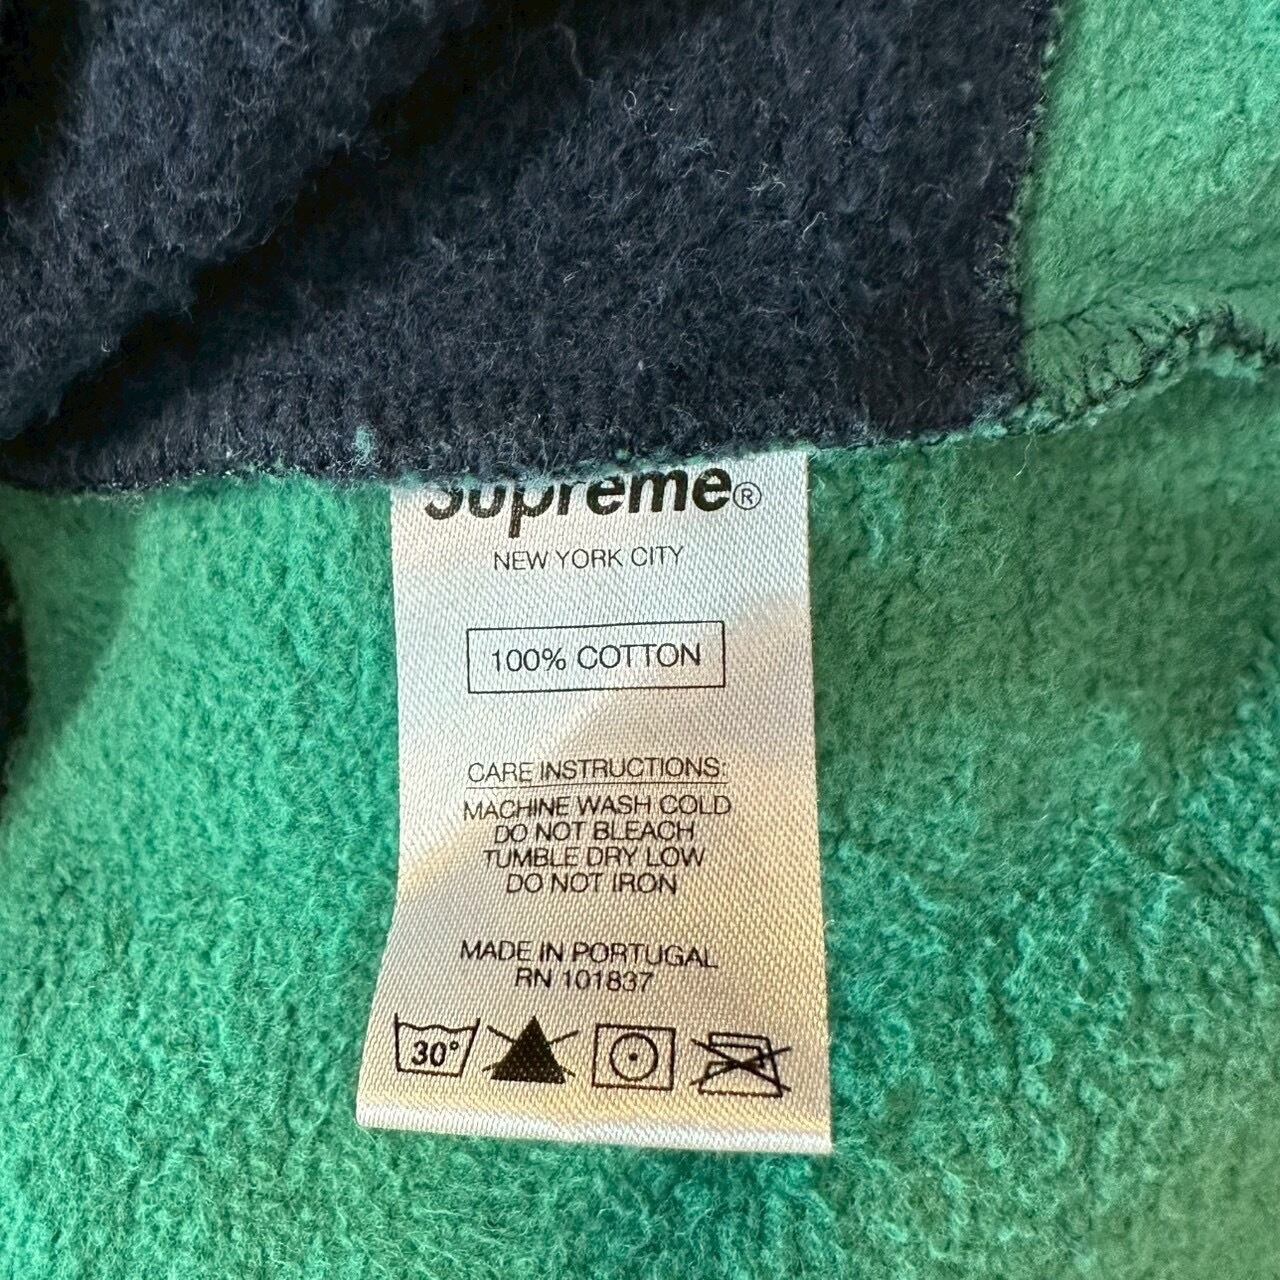 Supreme®
NEW YORK CITY
100% COTTON
CARE INSTRUCTIONS:
MACHINE WASH COLD
DO NOT BLEACH
TUMBLE DRY LOW
DO NOT IRON
MADE IN PORTUGAL
RN 101837
30°